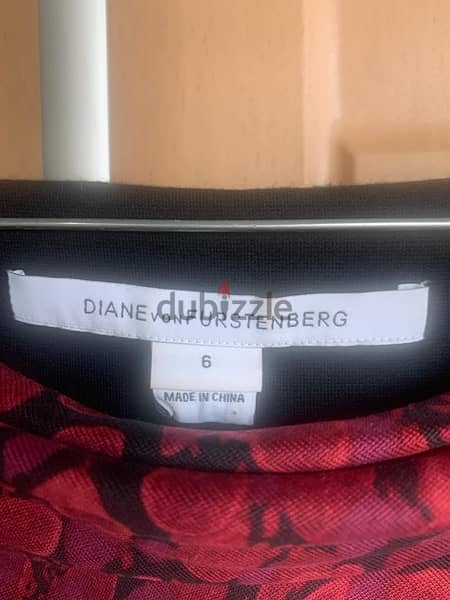 DIANE VON FURSTENBERG
dubizzle
6
MADE IN CHINA